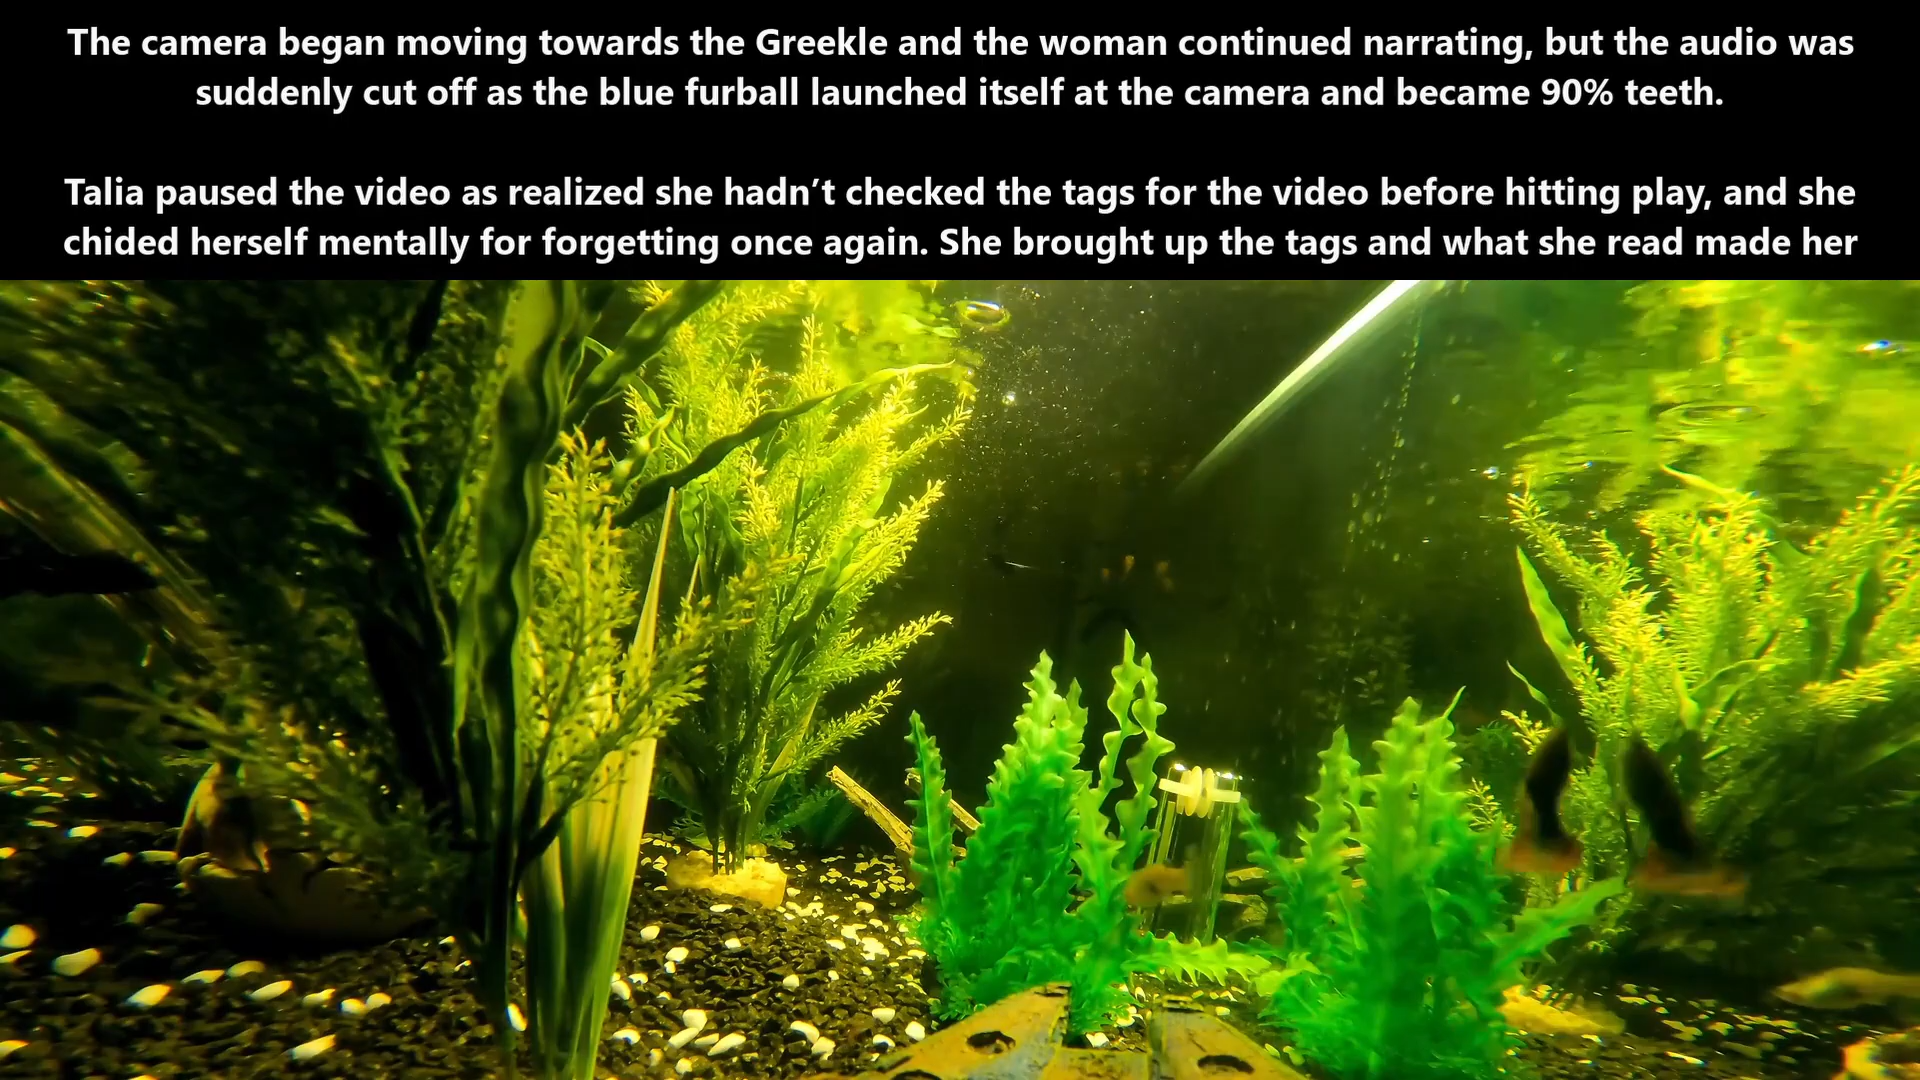 The camera began moving towards the Greekle and the woman continued narrating, but the audio was
suddenly cut off as the blue furball launched itself at the camera and became 90% teeth.
Talia paused the video as realized she hadn’t checked the tags for the video before hitting play, and she
chided herself mentally for forgetting once again. She brought up the tags and what she read made her